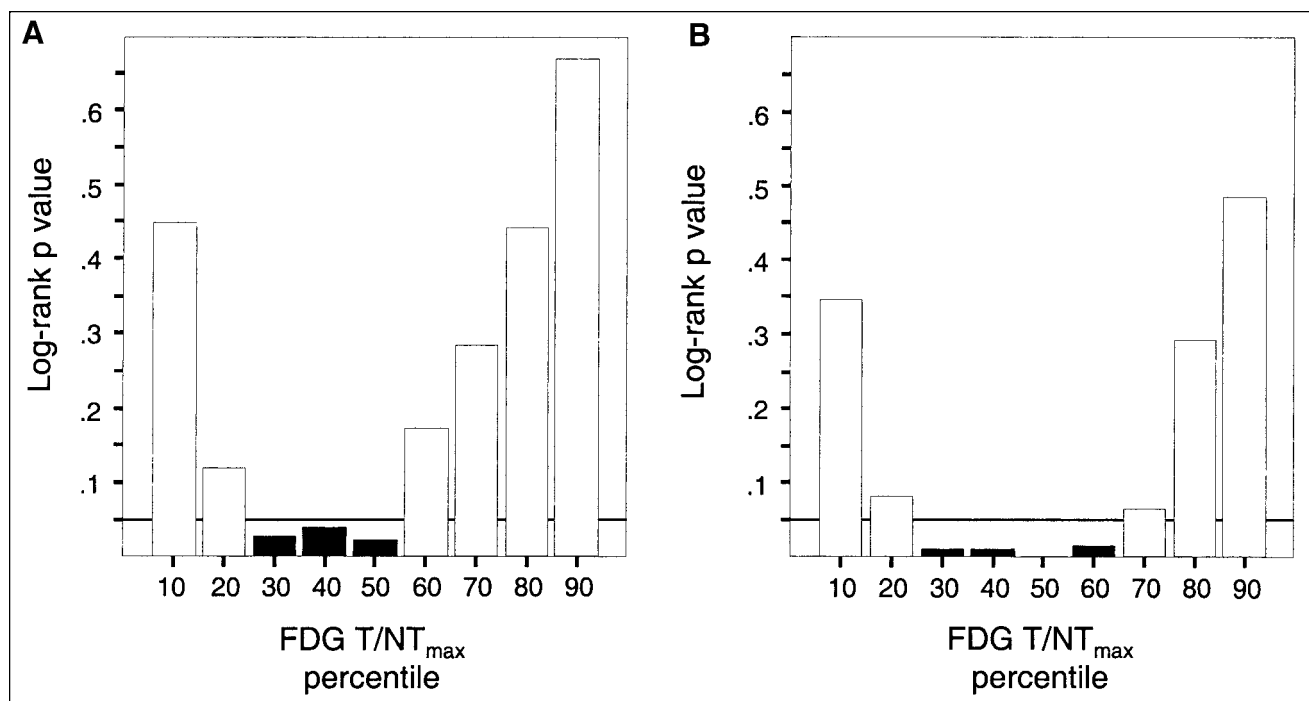 A
Log-rank p value
.6
.5
.4
.3
.2
.1
10 20 30 40 50 60 70 80 90
FDG T/NTmax
percentile
B
Log-rank p value
.6
.5
.4
.3
.2
.1
10 20 30 40 50 60 70 80 90
FDG T/NTmax
percentile